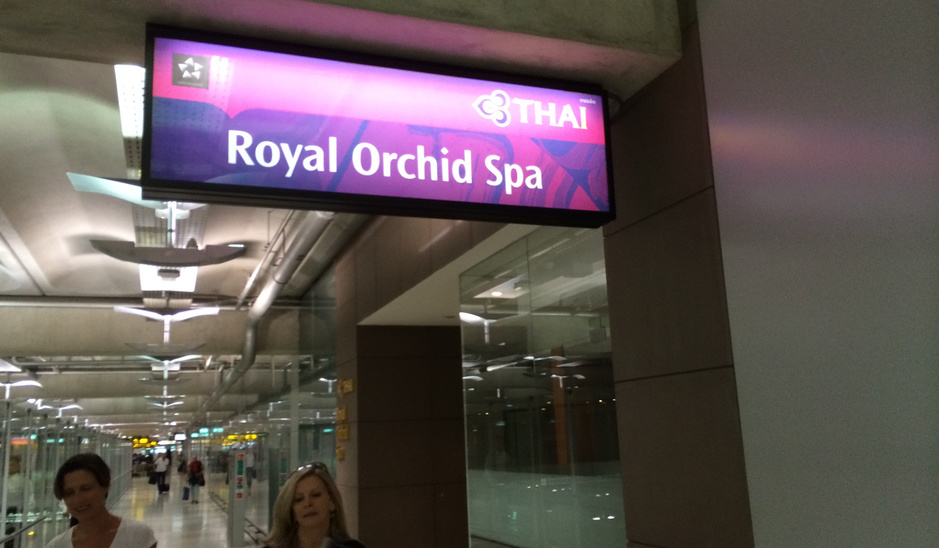 THAI
Royal Orchid Spa